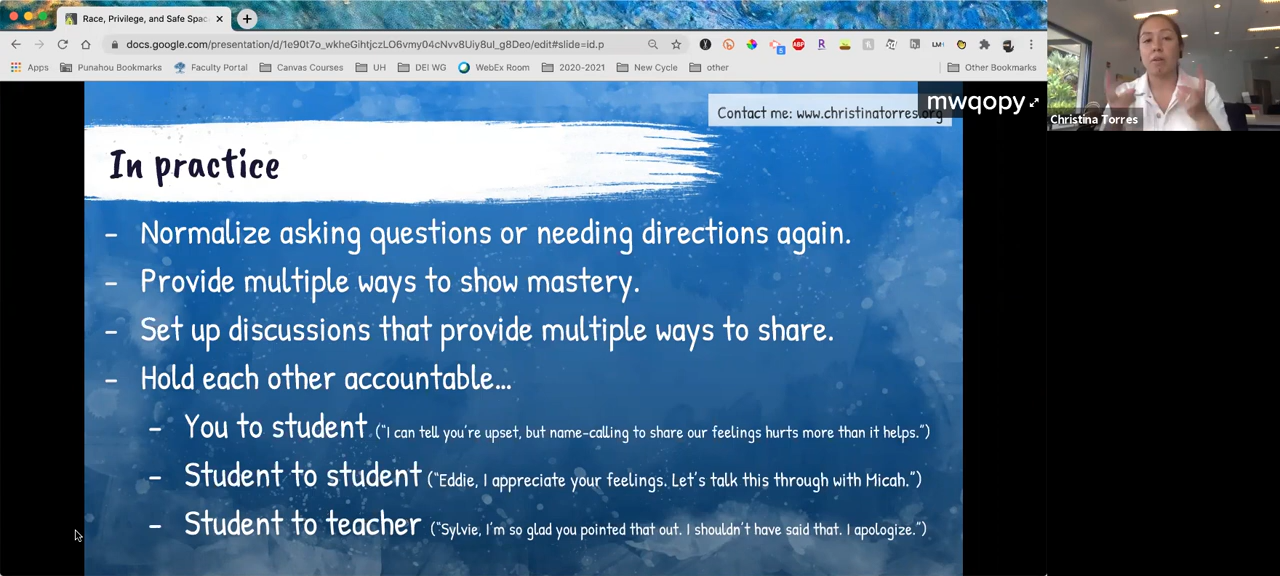 Race, Privilege, and Safe Spac
docs.google.com/presentation/d/1e90t7o_wkheGihtjczLO6vmy04cNvv8Uiy8ul_g8Deo/edit#slide=id.p
Apps Punahou Bookmarks Faculty Portal Canvas Courses UH DEI WG WebEx Room 2020-2021 New Cycle other Other Bookmarks
mwqopy
Contact me: www.christinatorres.org
Christina Torres
In practice
- Normalize asking questions or needing directions again.
- Provide multiple ways to show mastery.
- Set up discussions that provide multiple ways to share.
- Hold each other accountable...
- You to student ("I can tell you're upset, but name-calling to share our feelings hurts more than it helps.")
- Student to student ("Eddie, I appreciate your feelings. Let's talk this through with Micah.")
- Student to teacher ("Sylvie, I'm so glad you pointed that out. I shouldn't have said that. I apologize.")